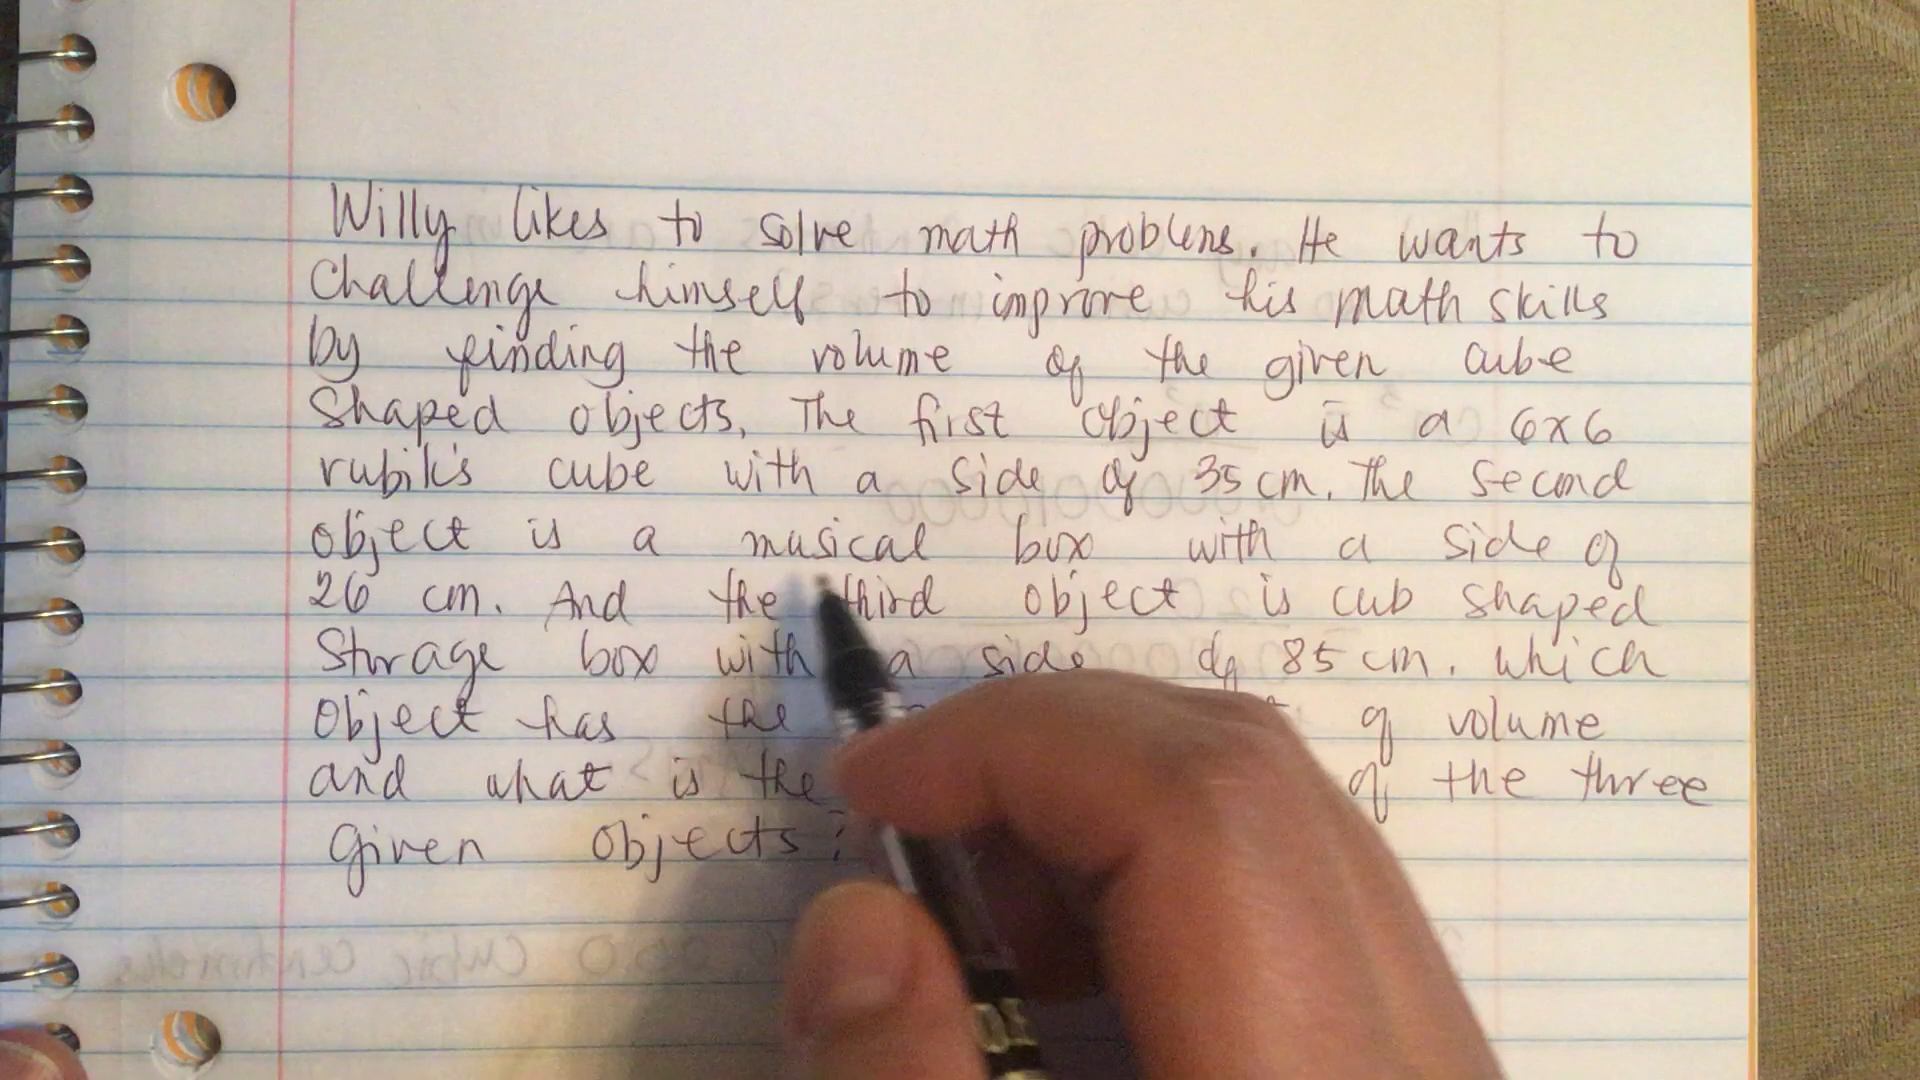 Willy likes to solve math problems. He wants to
Challenge himself to improve his math skills
by finding the volume of the given cube
Shaped objects. The first object is a 6x6
rubik's cube with a side of 35 cm. The second
object is a musical box with a side of
26 cm. And the third object is cub shaped
Storage box with a side of 85 cm. which
object has the of volume
and what is the of the three
given objects?